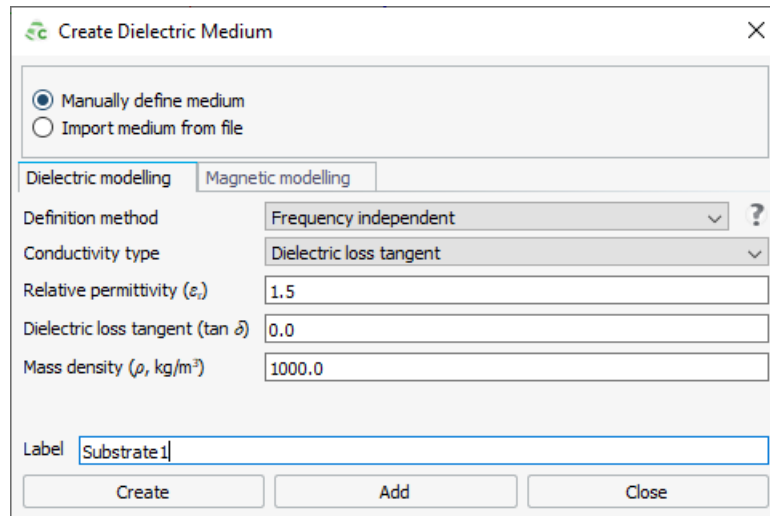 Create Dielectric Medium
Manually define medium
Import medium from file
Dielectric modelling Magnetic modelling
Definition method Frequency independent ?
Conductivity type Dielectric loss tangent
Relative permittivity (εᵣ) 1.5
Dielectric loss tangent (tan δ) 0.0
Mass density (ρ, kg/m³) 1000.0
Label Substrate1
Create Add Close